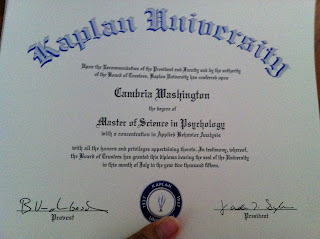 Kaplan University
Upon the Recommendation of the President and Faculty and by the authority
of the Board of Trustees, Kaplan University has conferred upon
Cambria Washington
the degree of
Master of Science in Psychology
with a concentration in Applied Behavior Analysis
with all the honors and privileges appertaining thereto. In testimony, whereof,
the Board of Trustees has granted this diploma bearing the seal of the University
in this month of July in the year two thousand fifteen.
KAPLAN
1937
1937
Provost
President